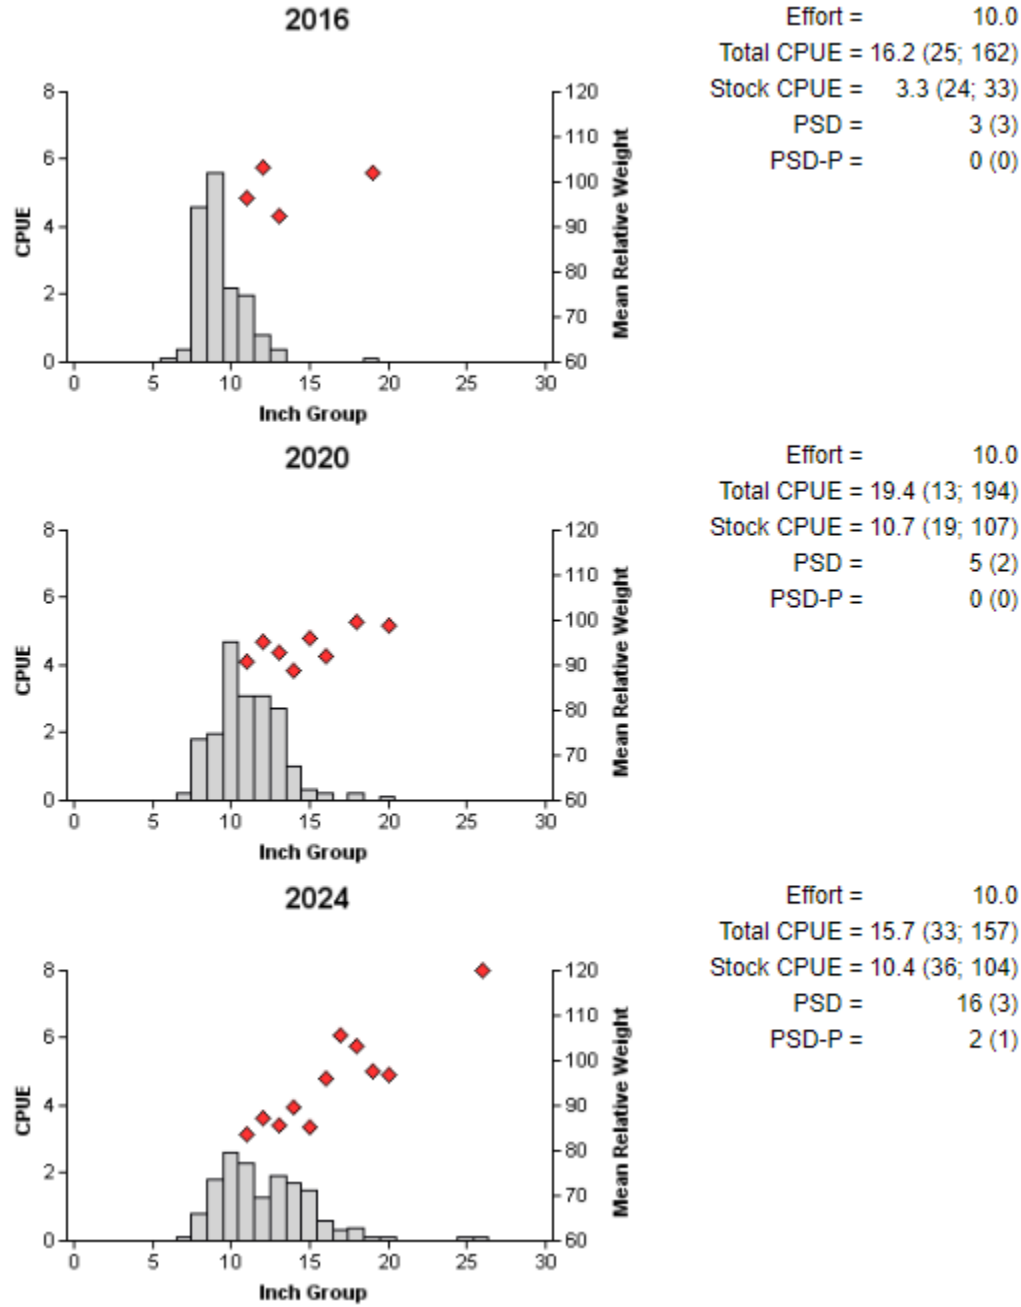 2016
Effort = 10.0
Total CPUE = 16.2 (25; 162)
Stock CPUE = 3.3 (24; 33)
PSD = 3 (3)
PSD-P = 0 (0)
8
6
4
2
0
CPUE
120
110
100
90
80
70
60
Mean Relative Weight
0 5 10 15 20 25 30
Inch Group
2020
Effort = 10.0
Total CPUE = 19.4 (13; 194)
Stock CPUE = 10.7 (19; 107)
PSD = 5 (2)
PSD-P = 0 (0)
8
6
4
2
0
CPUE
120
110
100
90
80
70
60
Mean Relative Weight
0 5 10 15 20 25 30
Inch Group
2024
Effort = 10.0
Total CPUE = 15.7 (33; 157)
Stock CPUE = 10.4 (36; 104)
PSD = 16 (3)
PSD-P = 2 (1)
8
6
4
2
0
CPUE
120
110
100
90
80
70
60
Mean Relative Weight
0 5 10 15 20 25 30
Inch Group